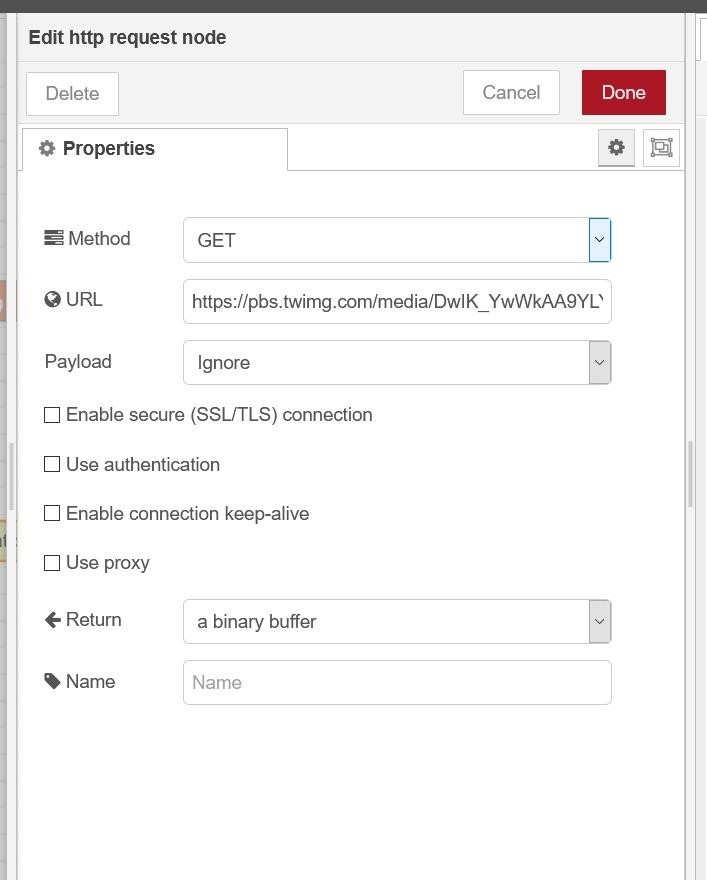 Edit http request node
Delete
Cancel
Done
Properties
Method
GET
URL
https://pbs.twimg.com/media/DwIK_YwWkAA9YL
Payload
Ignore
Enable secure (SSL/TLS) connection
Use authentication
Enable connection keep-alive
Use proxy
Return
a binary buffer
Name
Name